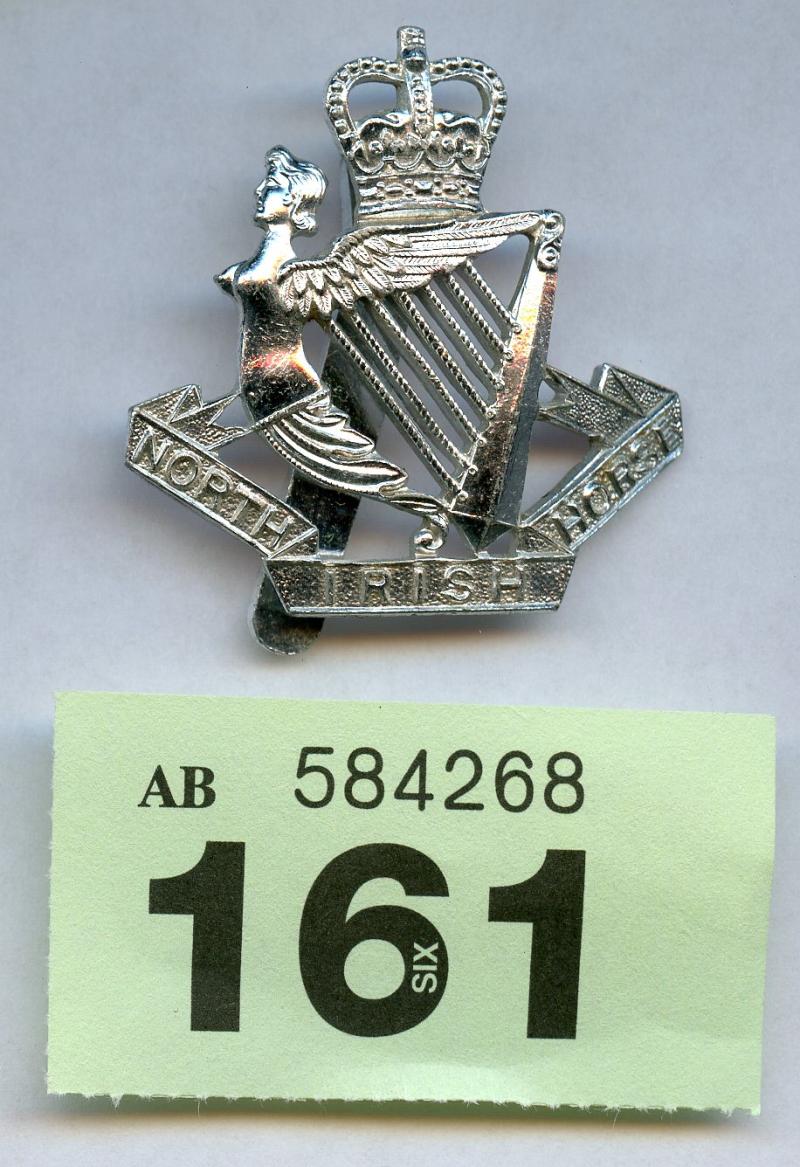 NORTH IRISH HORSE
AB 584268
161
SIX